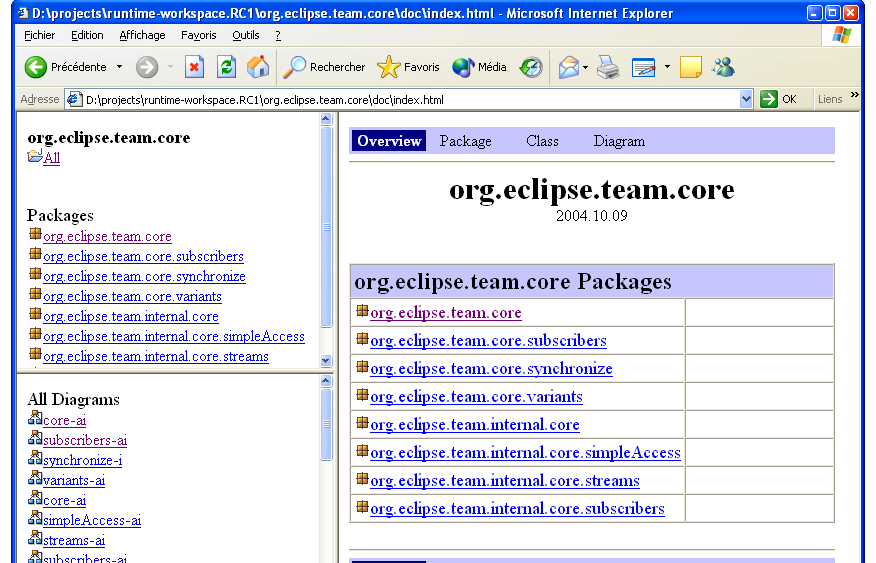 D:\projects\runtime-workspace.RC1\org.eclipse.team.core\doc\index.html - Microsoft Internet Explorer
Fichier Edition Affichage Favoris Outils ?
Précédente Rechercher Favoris Média
Adresse D:\projects\runtime-workspace.RC1\org.eclipse.team.core\doc\index.html OK Liens »
org.eclipse.team.core
All
Packages
org.eclipse.team.core
org.eclipse.team.core.subscribers
org.eclipse.team.core.synchronize
org.eclipse.team.core.variants
org.eclipse.team.internal.core
org.eclipse.team.internal.core.simpleAccess
org.eclipse.team.internal.core.streams
All Diagrams
core-ai
subscribers-ai
synchronize-i
variants-ai
core-ai
simpleAccess-ai
streams-ai
subscribers-ai
Overview Package Class Diagram
org.eclipse.team.core
2004.10.09
org.eclipse.team.core Packages
org.eclipse.team.core
org.eclipse.team.core.subscribers
org.eclipse.team.core.synchronize
org.eclipse.team.core.variants
org.eclipse.team.internal.core
org.eclipse.team.internal.core.simpleAccess
org.eclipse.team.internal.core.streams
org.eclipse.team.internal.core.subscribers